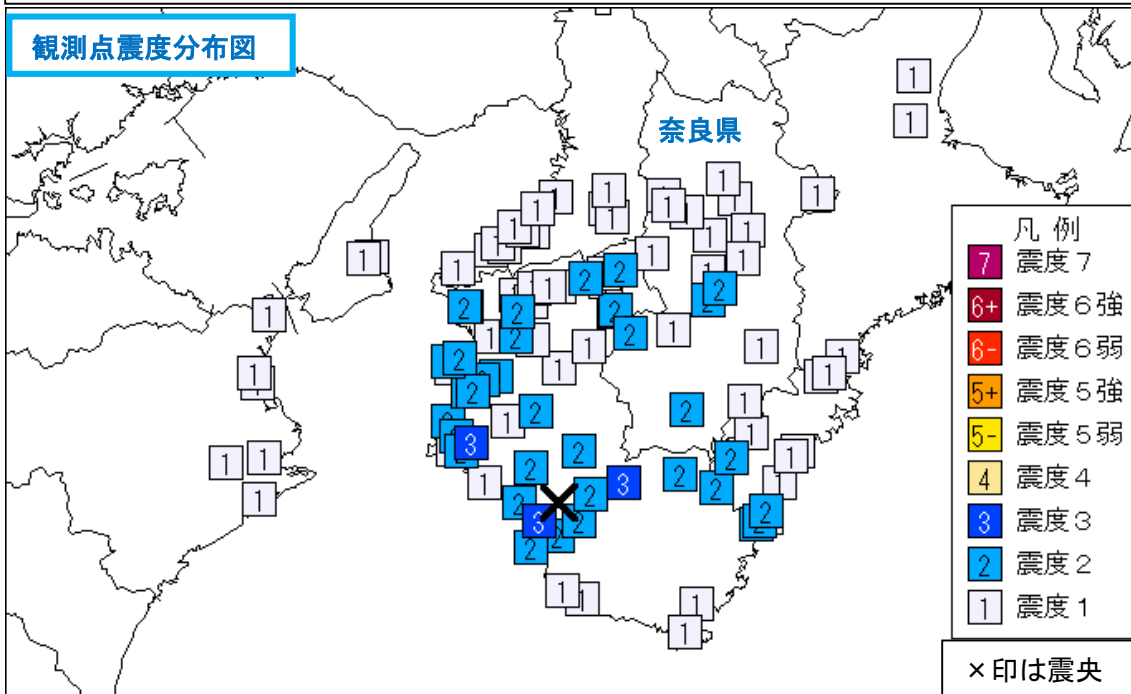 観測点震度分布図
奈良県
凡 例
7 震度７
6+ 震度６強
6- 震度６弱
5+ 震度５強
5- 震度５弱
4 震度４
3 震度３
2 震度２
1 震度１
×印は震央